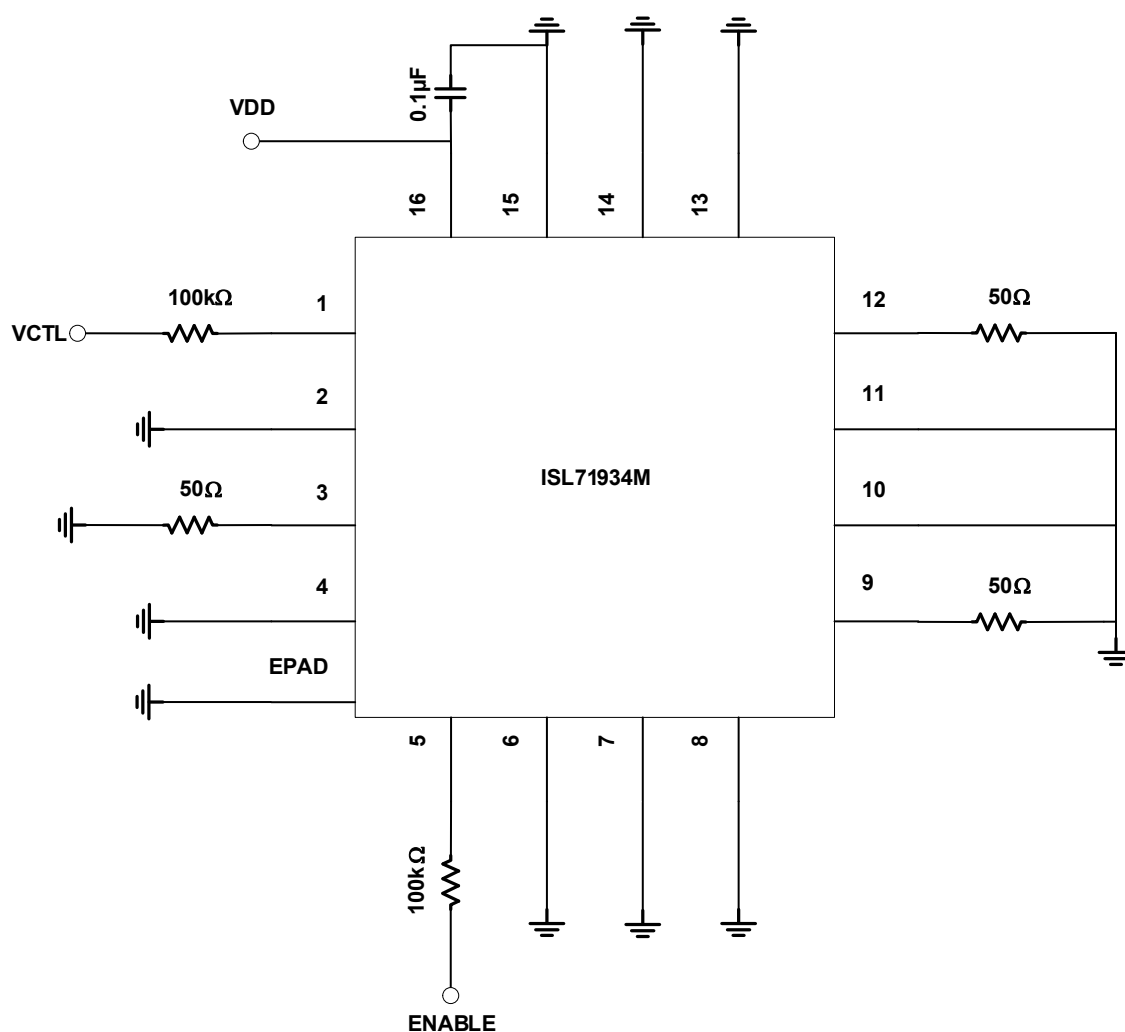 0.1µF
VDD
16
15
14
13
100kΩ
1
12
50Ω
VCTL
2
11
ISL71934M
50Ω
3
10
4
9
50Ω
EPAD
5
6
7
8
100kΩ
ENABLE